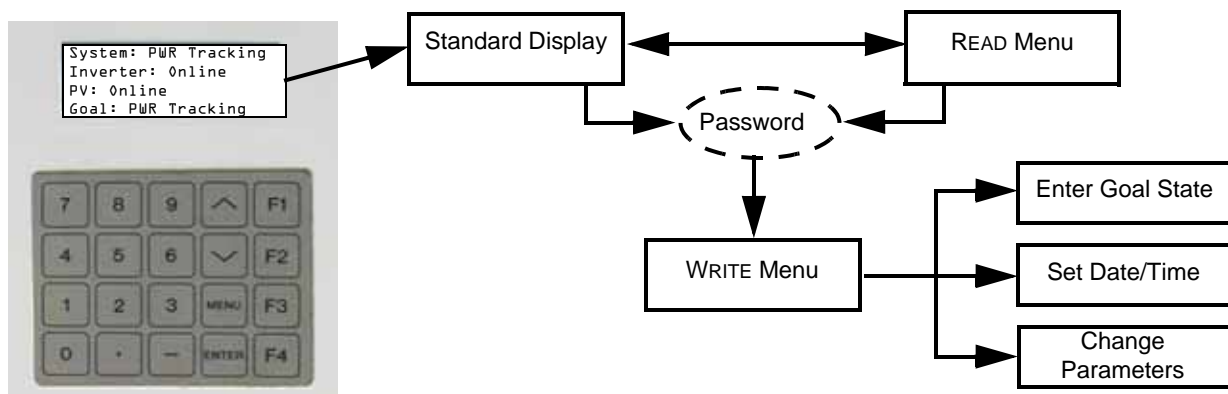 System: PWR Tracking
Inverter: Online
PV: Online
Goal: PWR Tracking
Standard Display
READ Menu
Password
WRITE Menu
Enter Goal State
Set Date/Time
Change
Parameters
7 8 9 F1
4 5 6 F2
1 2 3 MENU F3
0 . - ENTER F4